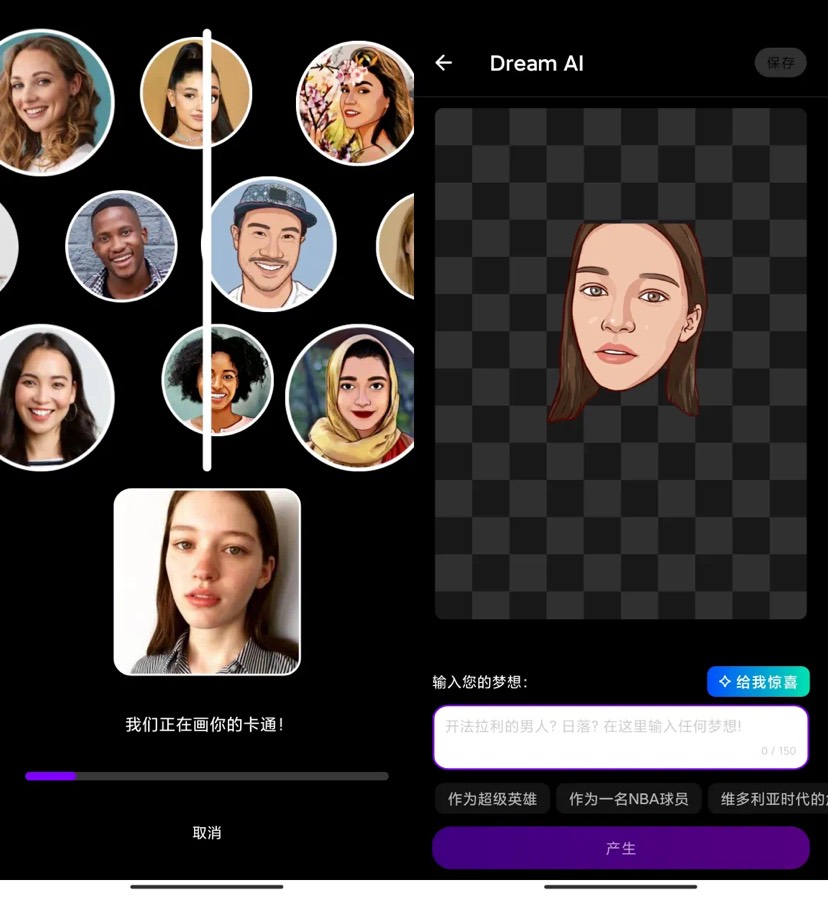 我们正在画你的卡通!
取消
Dream AI
保存
输入您的梦想:
给我惊喜
开法拉利的男人? 日落? 在这里输入任何梦想!
0 / 150
作为超级英雄
作为一名NBA球员
维多利亚时代的
产生